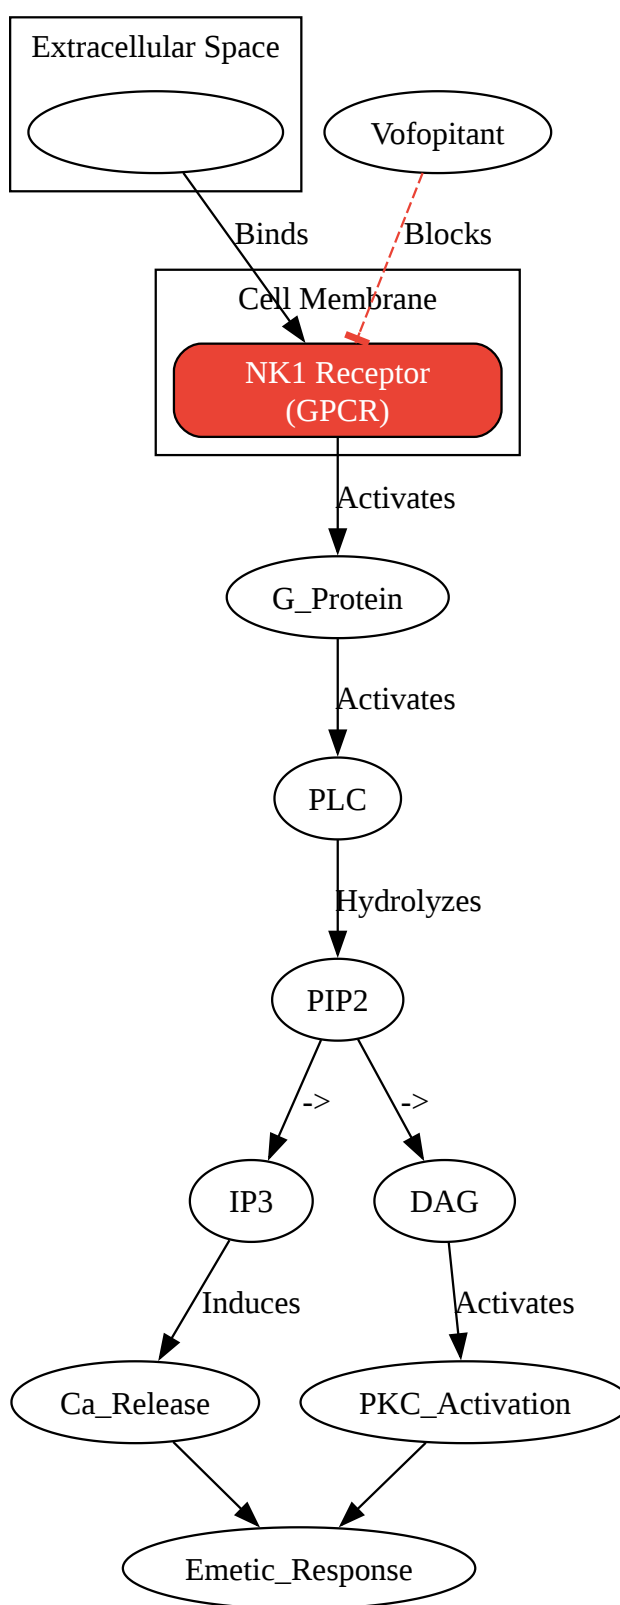 Extracellular Space
Vofopitant
Binds
Blocks
Cell Membrane
NK1 Receptor
(GPCR)
Activates
G_Protein
Activates
PLC
Hydrolyzes
PIP2
->
->
IP3
DAG
Induces
Activates
Ca_Release
PKC_Activation
Emetic_Response